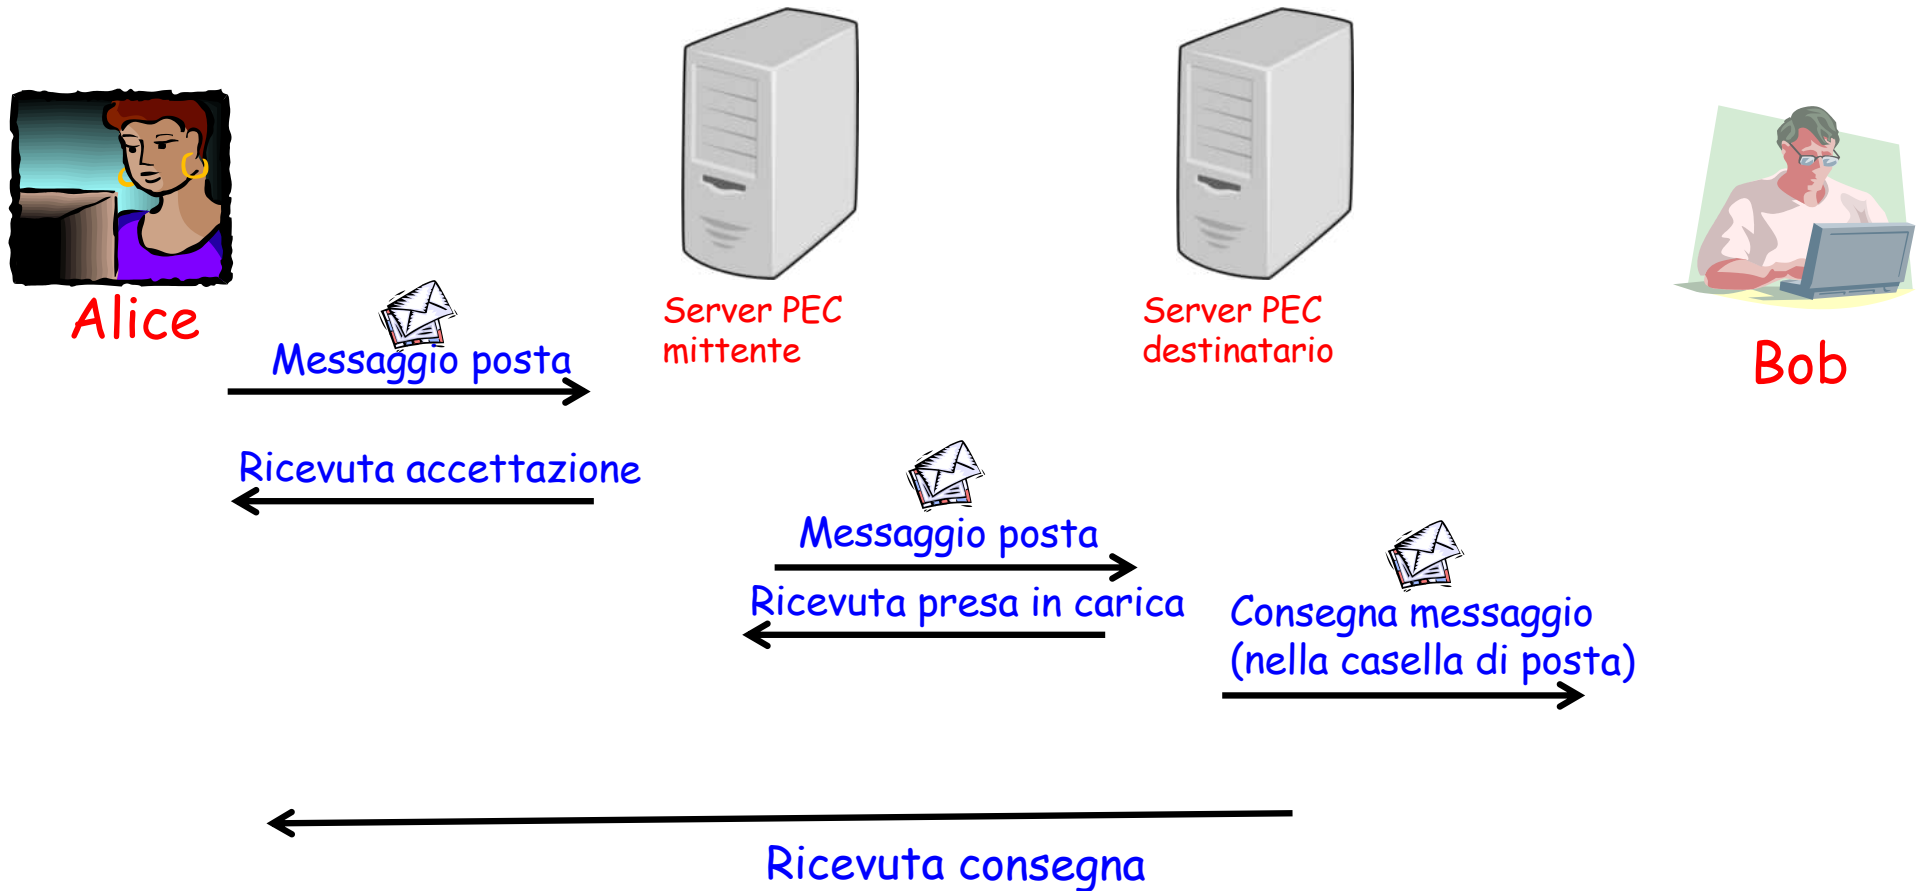 Alice
Server PEC
mittente
Server PEC
destinatario
Bob
Messaggio posta
Ricevuta accettazione
Messaggio posta
Ricevuta presa in carica
Consegna messaggio
(nella casella di posta)
Ricevuta consegna